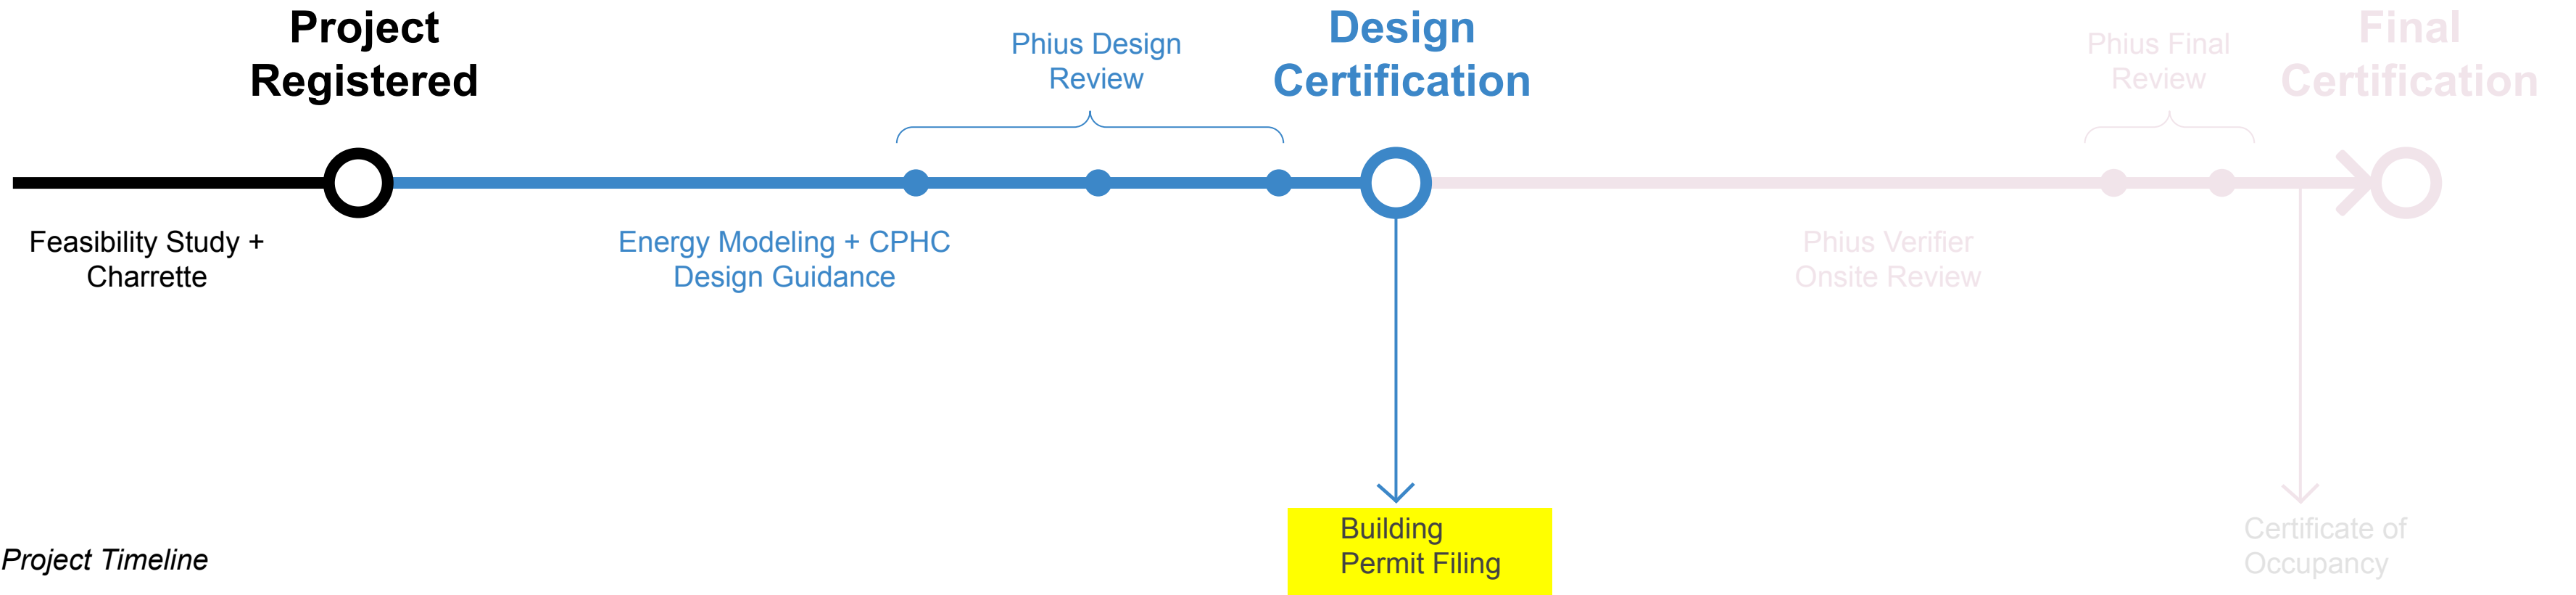 Project
Registered
Phius Design
Review
Design
Certification
Phius Final
Review
Final
Certification
Feasibility Study +
Charrette
Energy Modeling + CPHC
Design Guidance
Phius Verifier
Onsite Review
Building
Permit Filing
Certificate of
Occupancy
Project Timeline